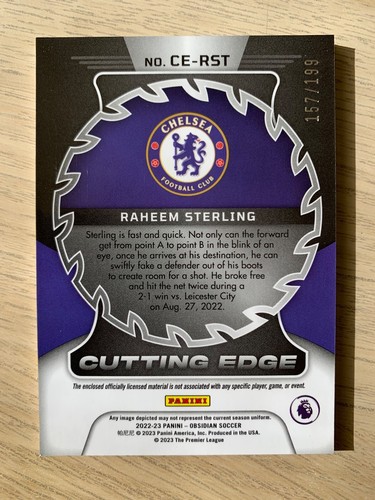 NO. CE-RST
157/199
CHELSEA
FOOTBALL CLUB
RAHEEM STERLING
Sterling is fast and quick. Not only can the forward
get from point A to point B in the blink of an
eye, once he arrives at his destination, he can
swiftly fake a defender out of his boots
to create room for a shot. He broke free
and hit the net twice during a
2-1 win vs. Leicester City
on Aug. 27, 2022.
CUTTING EDGE
The enclosed officially licensed material is not associated with any specific player, game, or event.
PANINI
Any image depicted may not represent the current season uniform.
2022-23 PANINI – OBSIDIAN SOCCER
帕尼尼 © 2023 Panini America, Inc. Produced in the USA.
© 2023 The Premier League